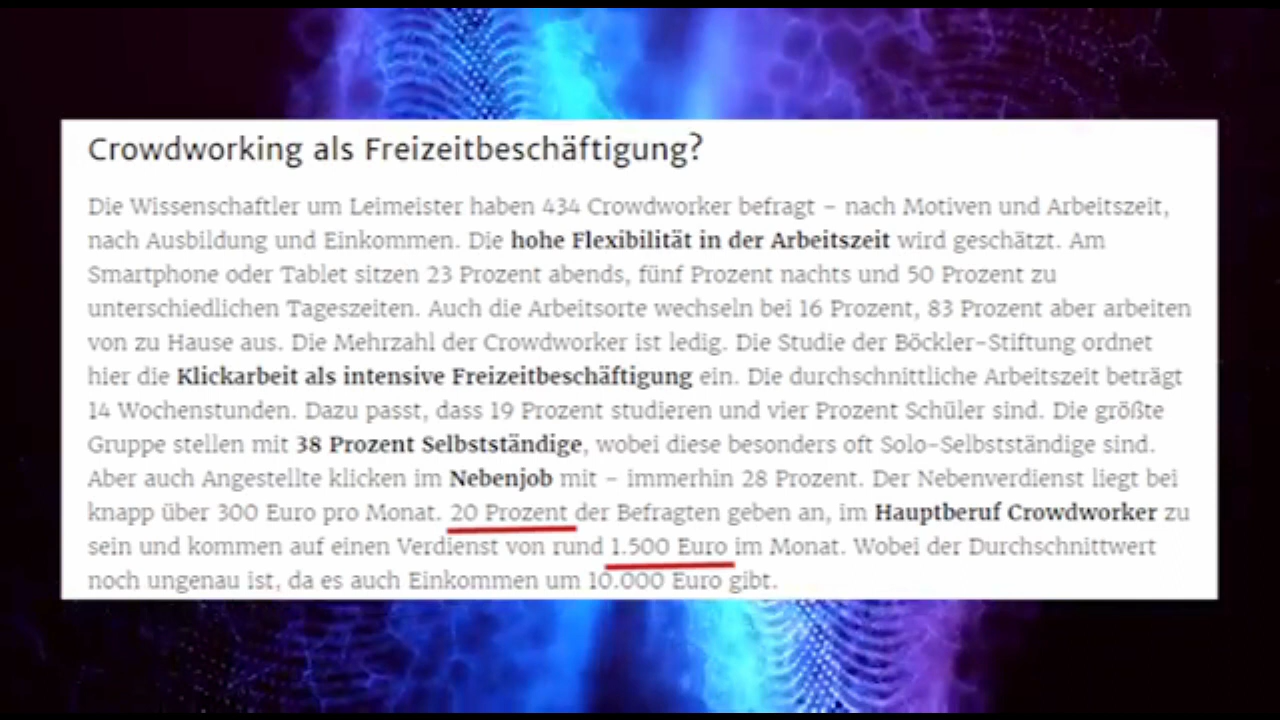 Crowdworking als Freizeitbeschäftigung?
Die Wissenschaftler um Leimeister haben 434 Crowdworker befragt – nach Motiven und Arbeitszeit,
nach Ausbildung und Einkommen. Die hohe Flexibilität in der Arbeitszeit wird geschätzt. Am
Smartphone oder Tablet sitzen 23 Prozent abends, fünf Prozent nachts und 50 Prozent zu
unterschiedlichen Tageszeiten. Auch die Arbeitsorte wechseln bei 16 Prozent, 83 Prozent aber arbeiten
von zu Hause aus. Die Mehrzahl der Crowdworker ist ledig. Die Studie der Böckler-Stiftung ordnet
hier die Klickarbeit als intensive Freizeitbeschäftigung ein. Die durchschnittliche Arbeitszeit beträgt
14 Wochenstunden. Dazu passt, dass 19 Prozent studieren und vier Prozent Schüler sind. Die größte
Gruppe stellen mit 38 Prozent Selbstständige, wobei diese besonders oft Solo-Selbstständige sind.
Aber auch Angestellte klicken im Nebenjob mit – immerhin 28 Prozent. Der Nebenverdienst liegt bei
knapp über 300 Euro pro Monat. 20 Prozent der Befragten geben an, im Hauptberuf Crowdworker zu
sein und kommen auf einen Verdienst von rund 1.500 Euro im Monat. Wobei der Durchschnittwert
noch ungenau ist, da es auch Einkommen um 10.000 Euro gibt.